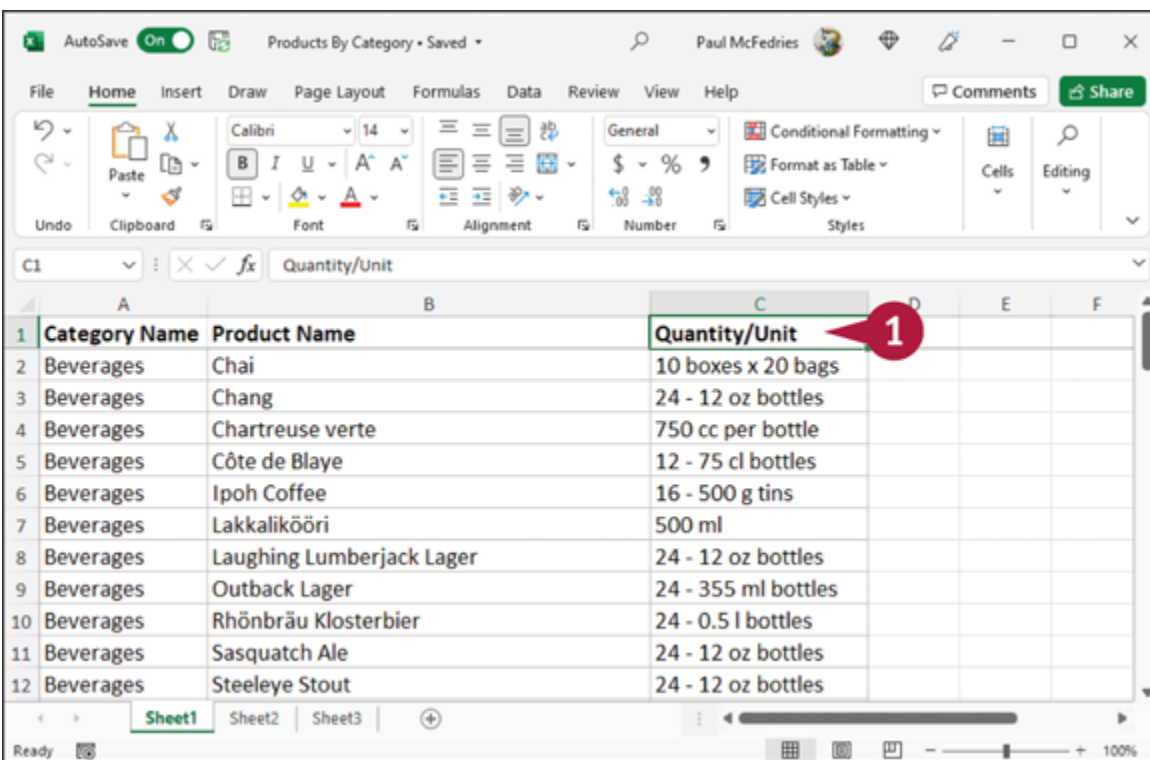 AutoSave On Products By Category • Saved Paul McFedries
File Home Insert Draw Page Layout Formulas Data Review View Help Comments Share
Calibri 14 ab General Conditional Formatting
Paste B I U A A $ % 9 Format as Table Cells Editing
A .00 .00 Cell Styles
Undo Clipboard Font Alignment Number Styles
C1 fx Quantity/Unit
A B C D E F
1 Category Name Product Name Quantity/Unit 1
2 Beverages Chai 10 boxes x 20 bags
3 Beverages Chang 24 - 12 oz bottles
4 Beverages Chartreuse verte 750 cc per bottle
5 Beverages Côte de Blaye 12 - 75 cl bottles
6 Beverages Ipoh Coffee 16 - 500 g tins
7 Beverages Lakkalikööri 500 ml
8 Beverages Laughing Lumberjack Lager 24 - 12 oz bottles
9 Beverages Outback Lager 24 - 355 ml bottles
10 Beverages Rhönbräu Klosterbier 24 - 0.5 l bottles
11 Beverages Sasquatch Ale 24 - 12 oz bottles
12 Beverages Steeleye Stout 24 - 12 oz bottles
Sheet1 Sheet2 Sheet3
Ready 100%